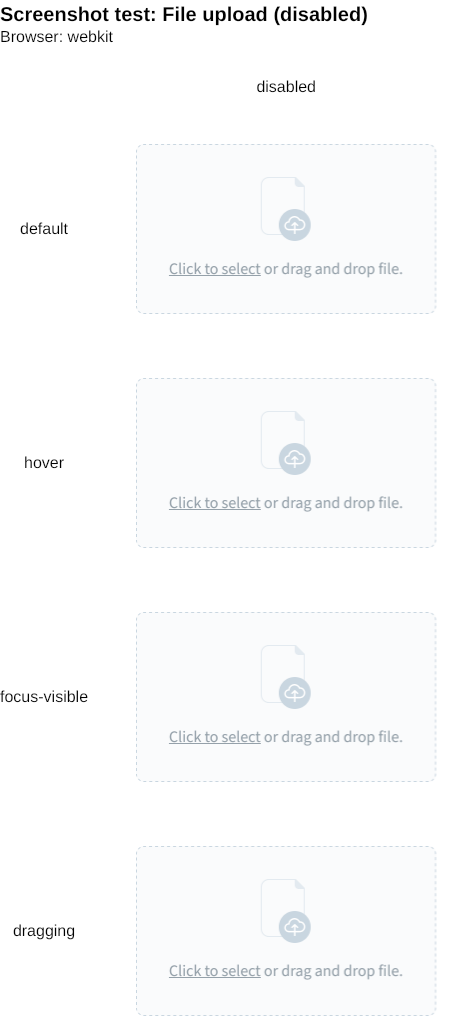 Screenshot test: File upload (disabled)
Browser: webkit
disabled
default
Click to select or drag and drop file.
hover
Click to select or drag and drop file.
focus-visible
Click to select or drag and drop file.
dragging
Click to select or drag and drop file.